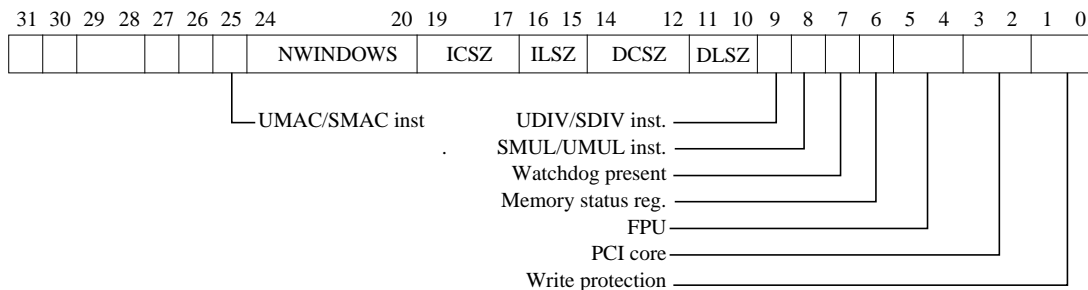 31 30 29 28 27 26 25 24 20 19 17 16 15 14 12 11 10 9 8 7 6 5 4 3 2 1 0
NWINDOWS ICSZ ILSZ DCSZ DLSZ
UMAC/SMAC inst UDIV/SDIV inst.
. SMUL/UMUL inst.
Watchdog present
Memory status reg.
FPU
PCI core
Write protection